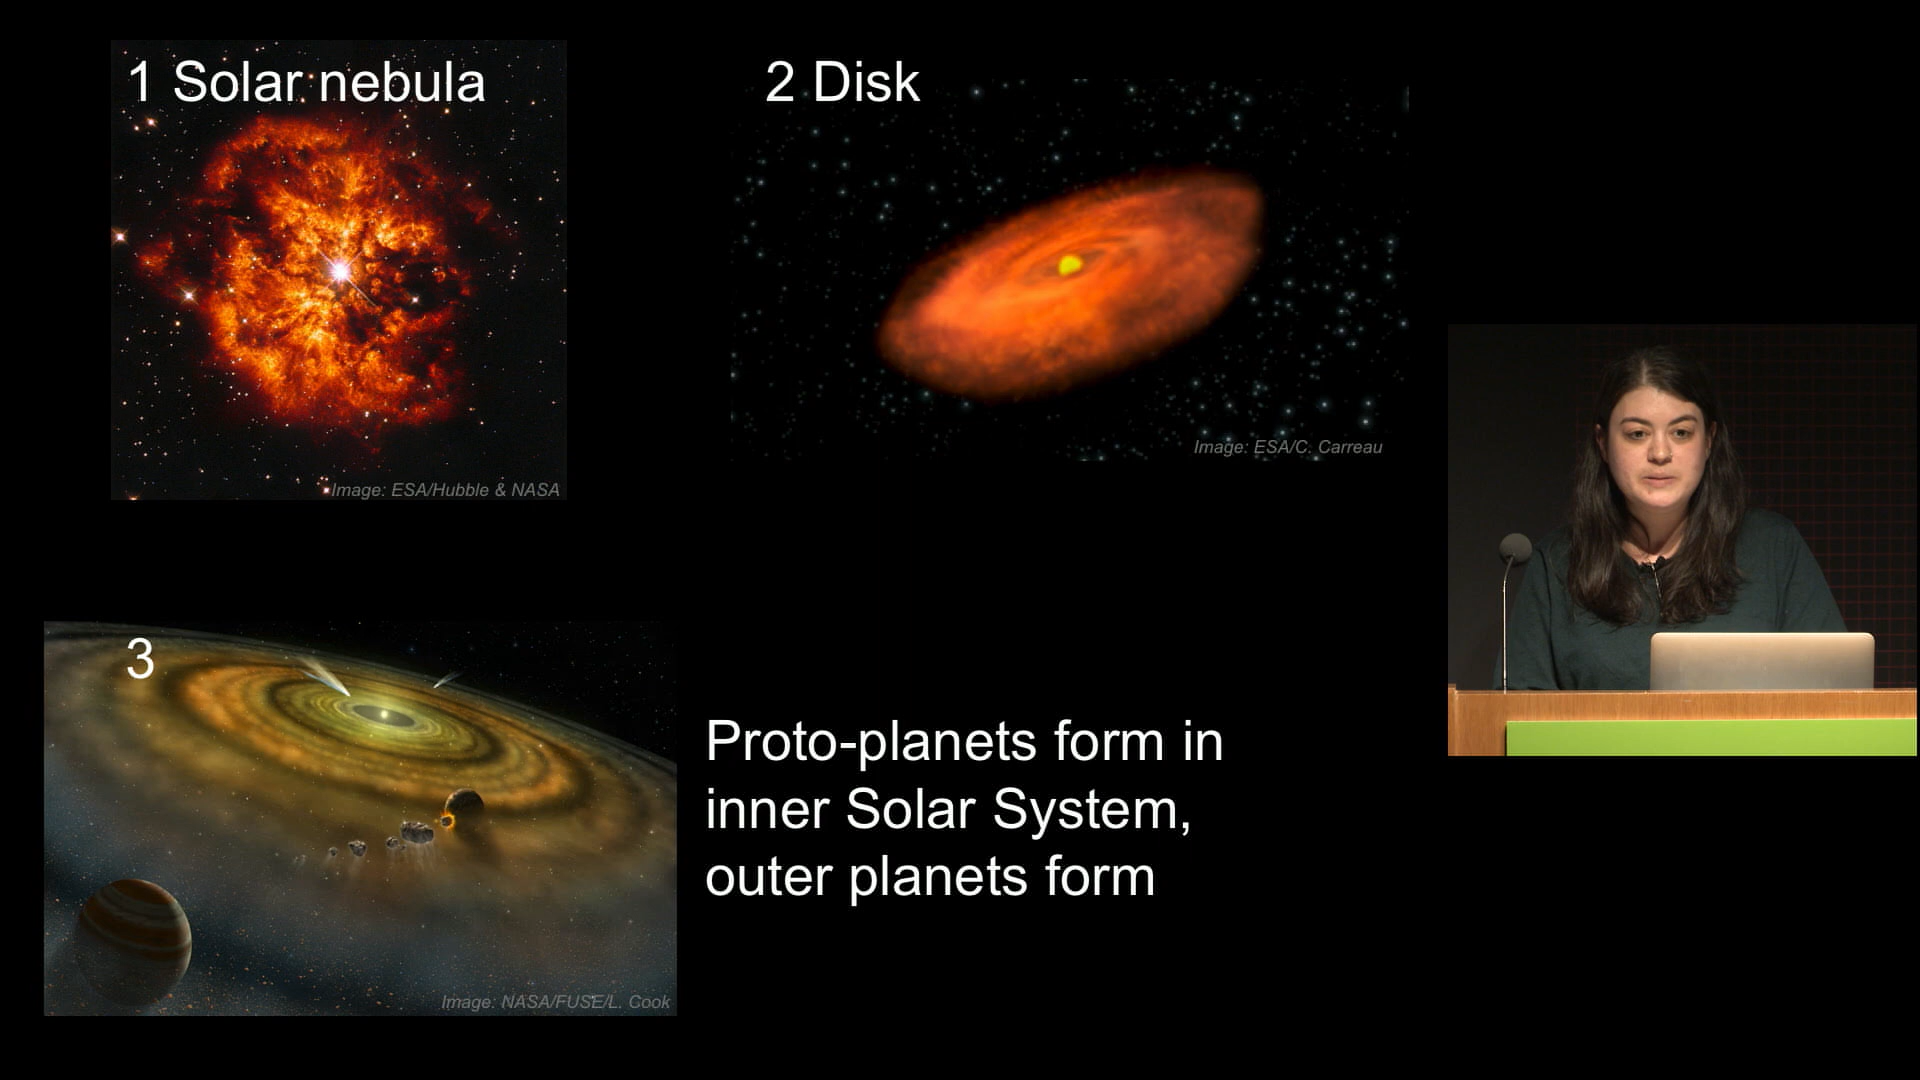 1 Solar nebula
Image: ESA/Hubble & NASA
2 Disk
Image: ESA/C. Carreau
3
Image: NASA/FUSE/L. Cook
Proto-planets form in
inner Solar System,
outer planets form